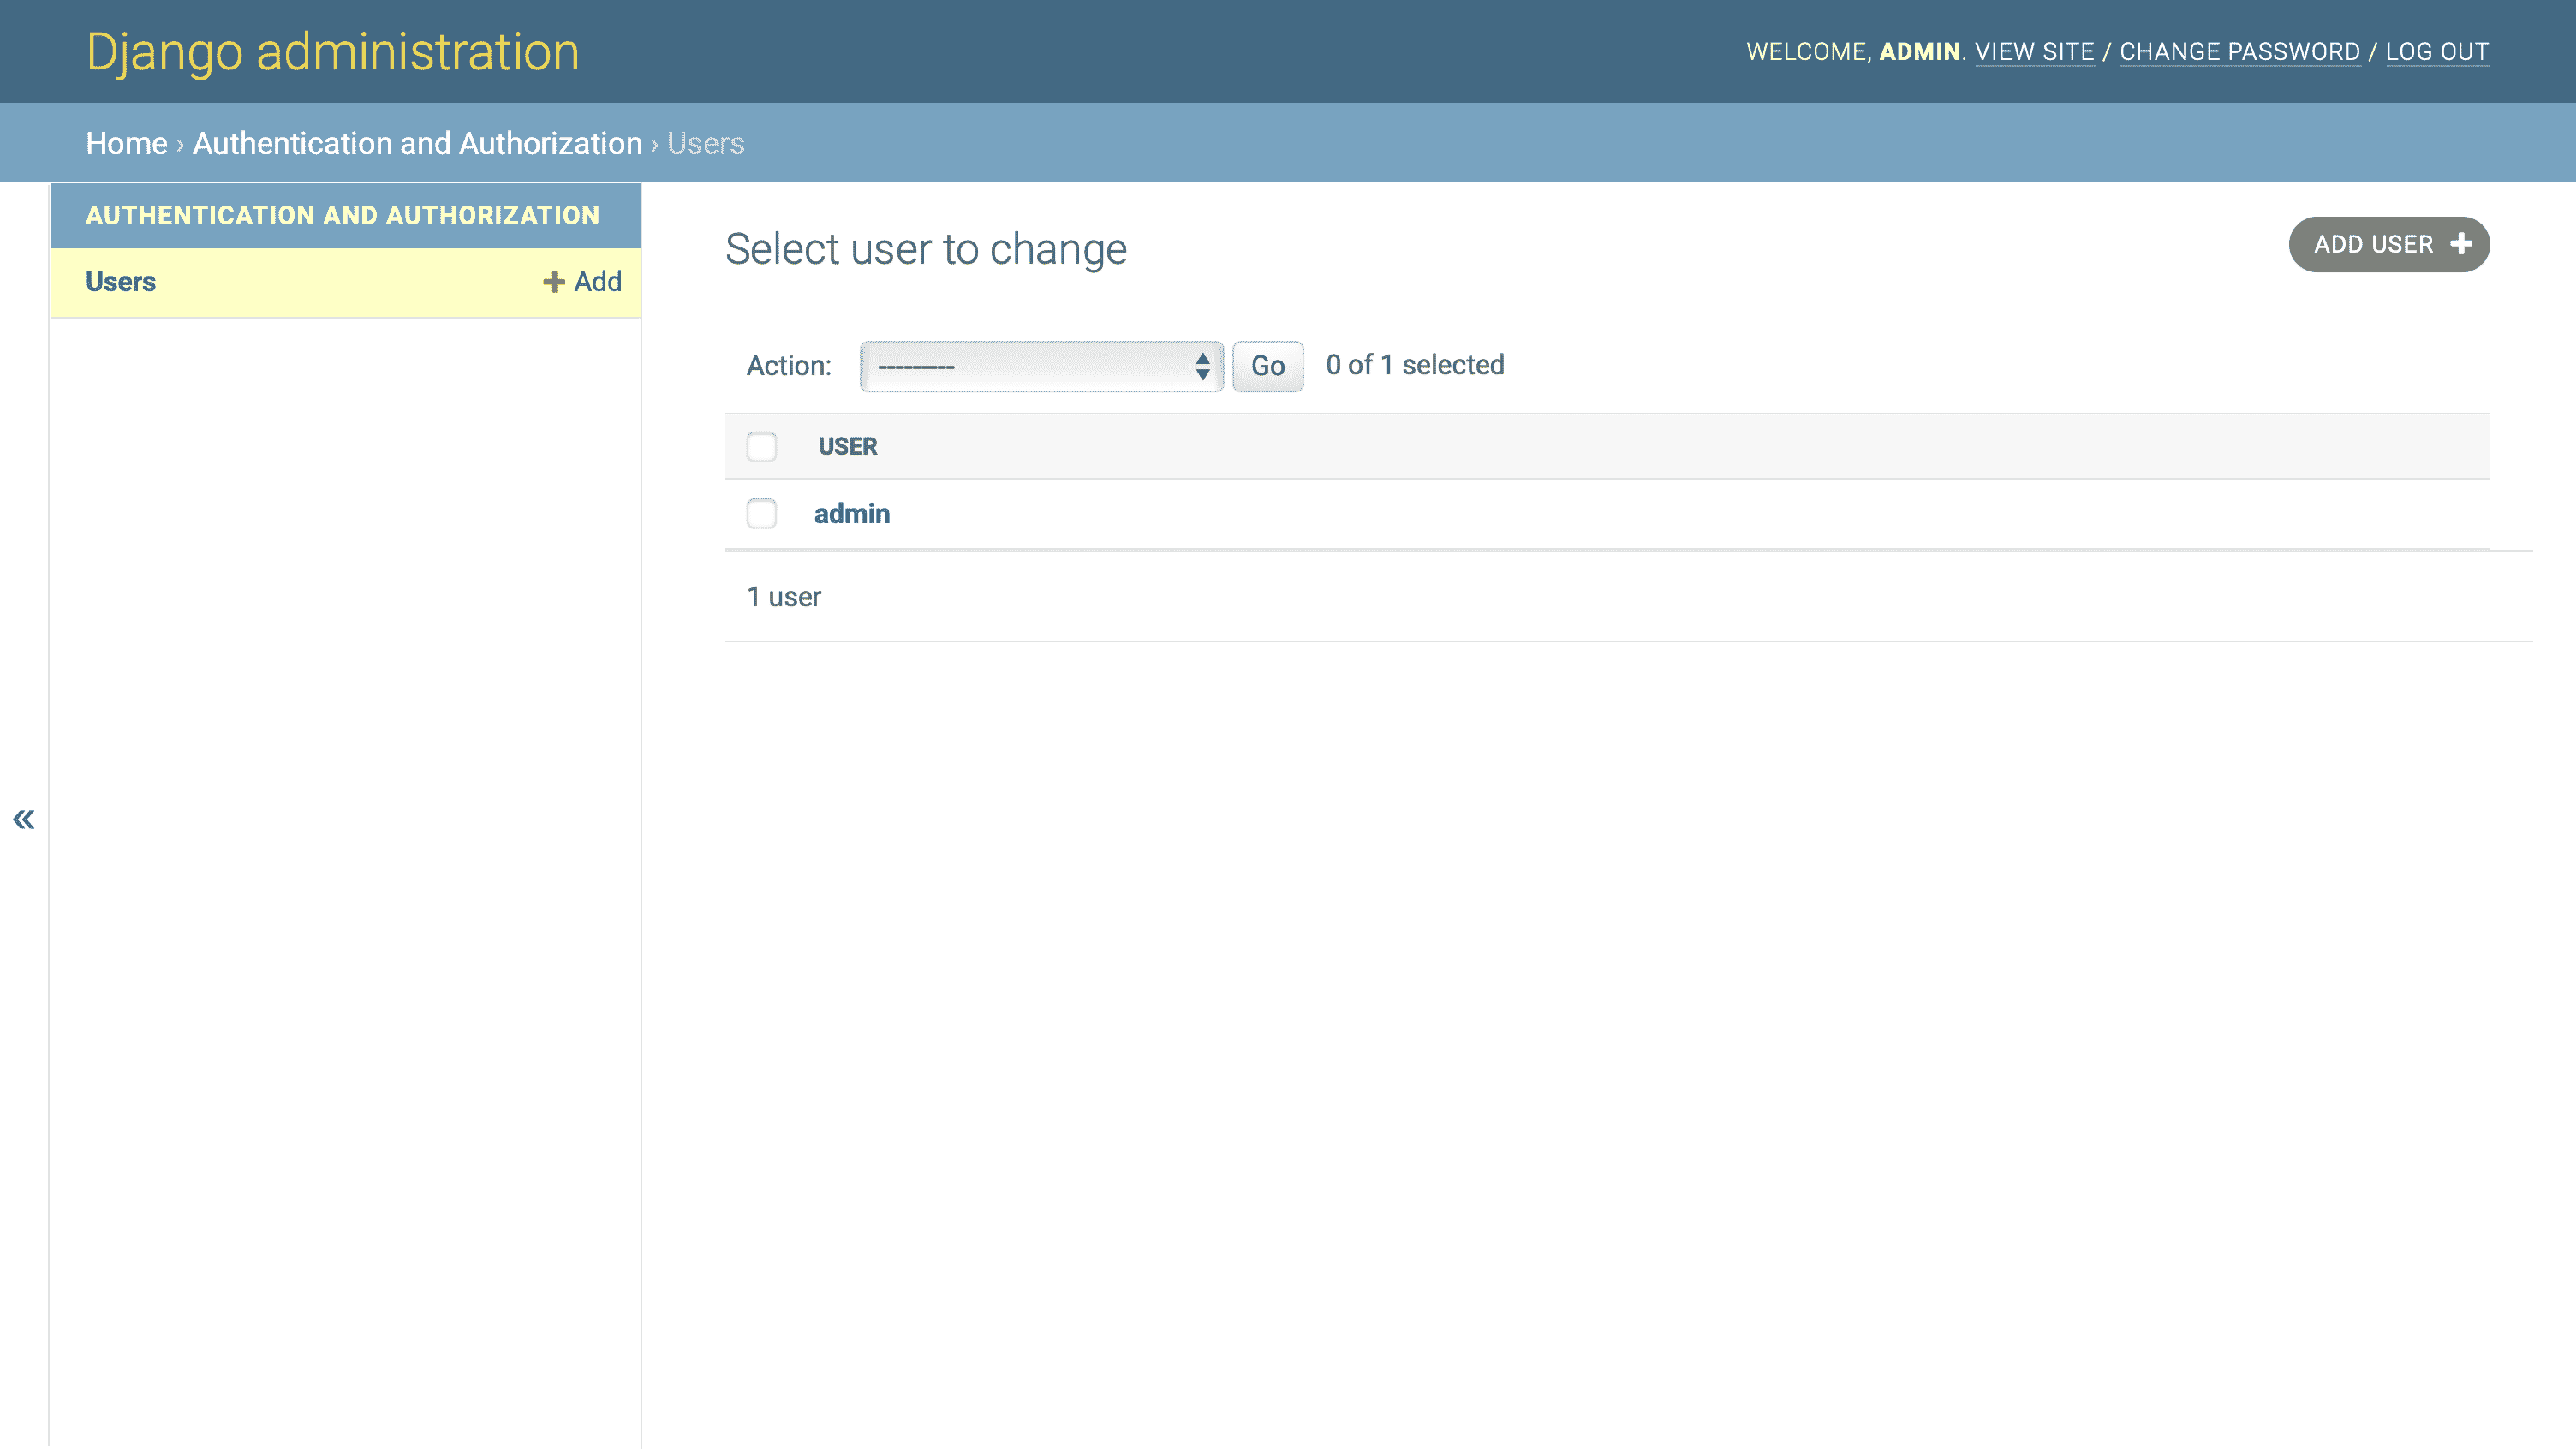 Django administration
WELCOME, ADMIN. VIEW SITE / CHANGE PASSWORD / LOG OUT
Home › Authentication and Authorization › Users
AUTHENTICATION AND AUTHORIZATION
Users + Add
Select user to change
ADD USER +
Action: --------- Go 0 of 1 selected
USER
admin
1 user
«